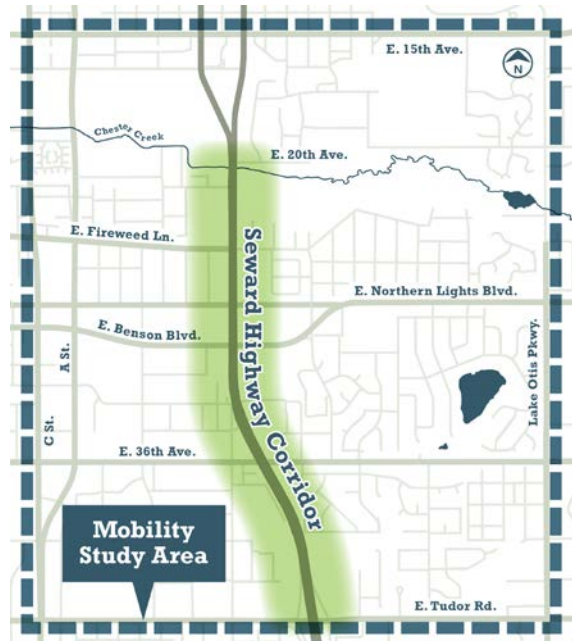 E. 15th Ave.
N
Chester Creek
E. 20th Ave.
E. Fireweed Ln.
Seward Highway Corridor
E. Northern Lights Blvd.
E. Benson Blvd.
A St.
C St.
Lake Otis Pkwy.
E. 36th Ave.
Mobility
Study Area
E. Tudor Rd.